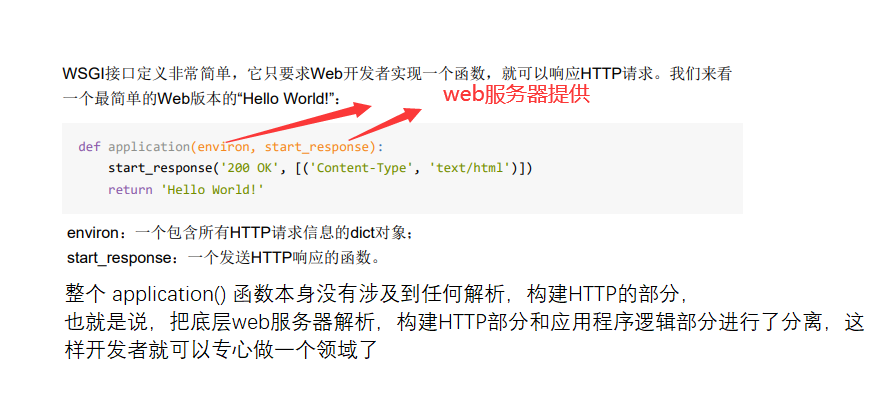 WSGI接口定义非常简单，它只要求Web开发者实现一个函数，就可以响应HTTP请求。我们来看
一个最简单的Web版本的“Hello World!”：
web服务器提供
def application(environ, start_response):
    start_response('200 OK', [('Content-Type', 'text/html')])
    return 'Hello World!'
environ：一个包含所有HTTP请求信息的dict对象；
start_response：一个发送HTTP响应的函数。
整个 application() 函数本身没有涉及到任何解析，构建HTTP的部分，
也就是说，把底层web服务器解析，构建HTTP部分和应用程序逻辑部分进行了分离，这
样开发者就可以专心做一个领域了